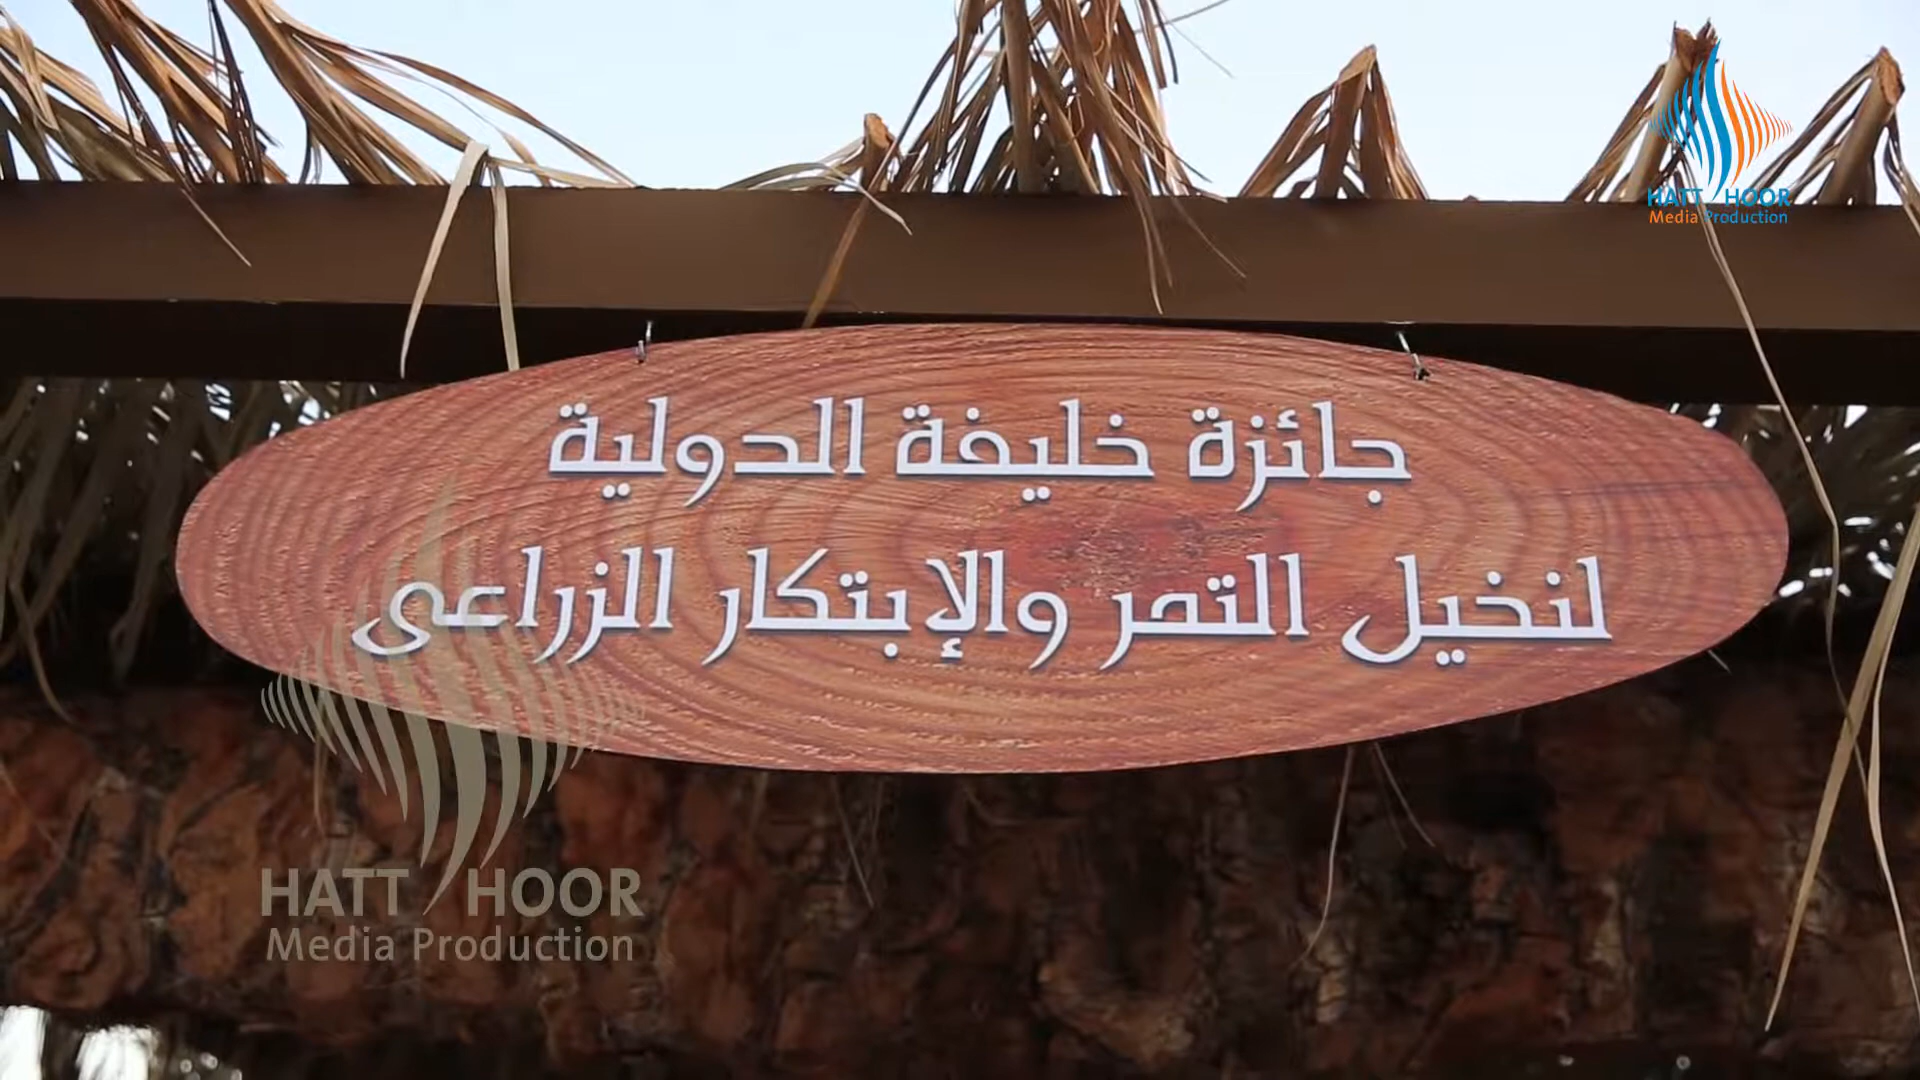 جائزة خليفة الدولية
لنخيل التمر والإبتكار الزراعى
HATT HOOR
Media Production
HATT HOOR
Media Production